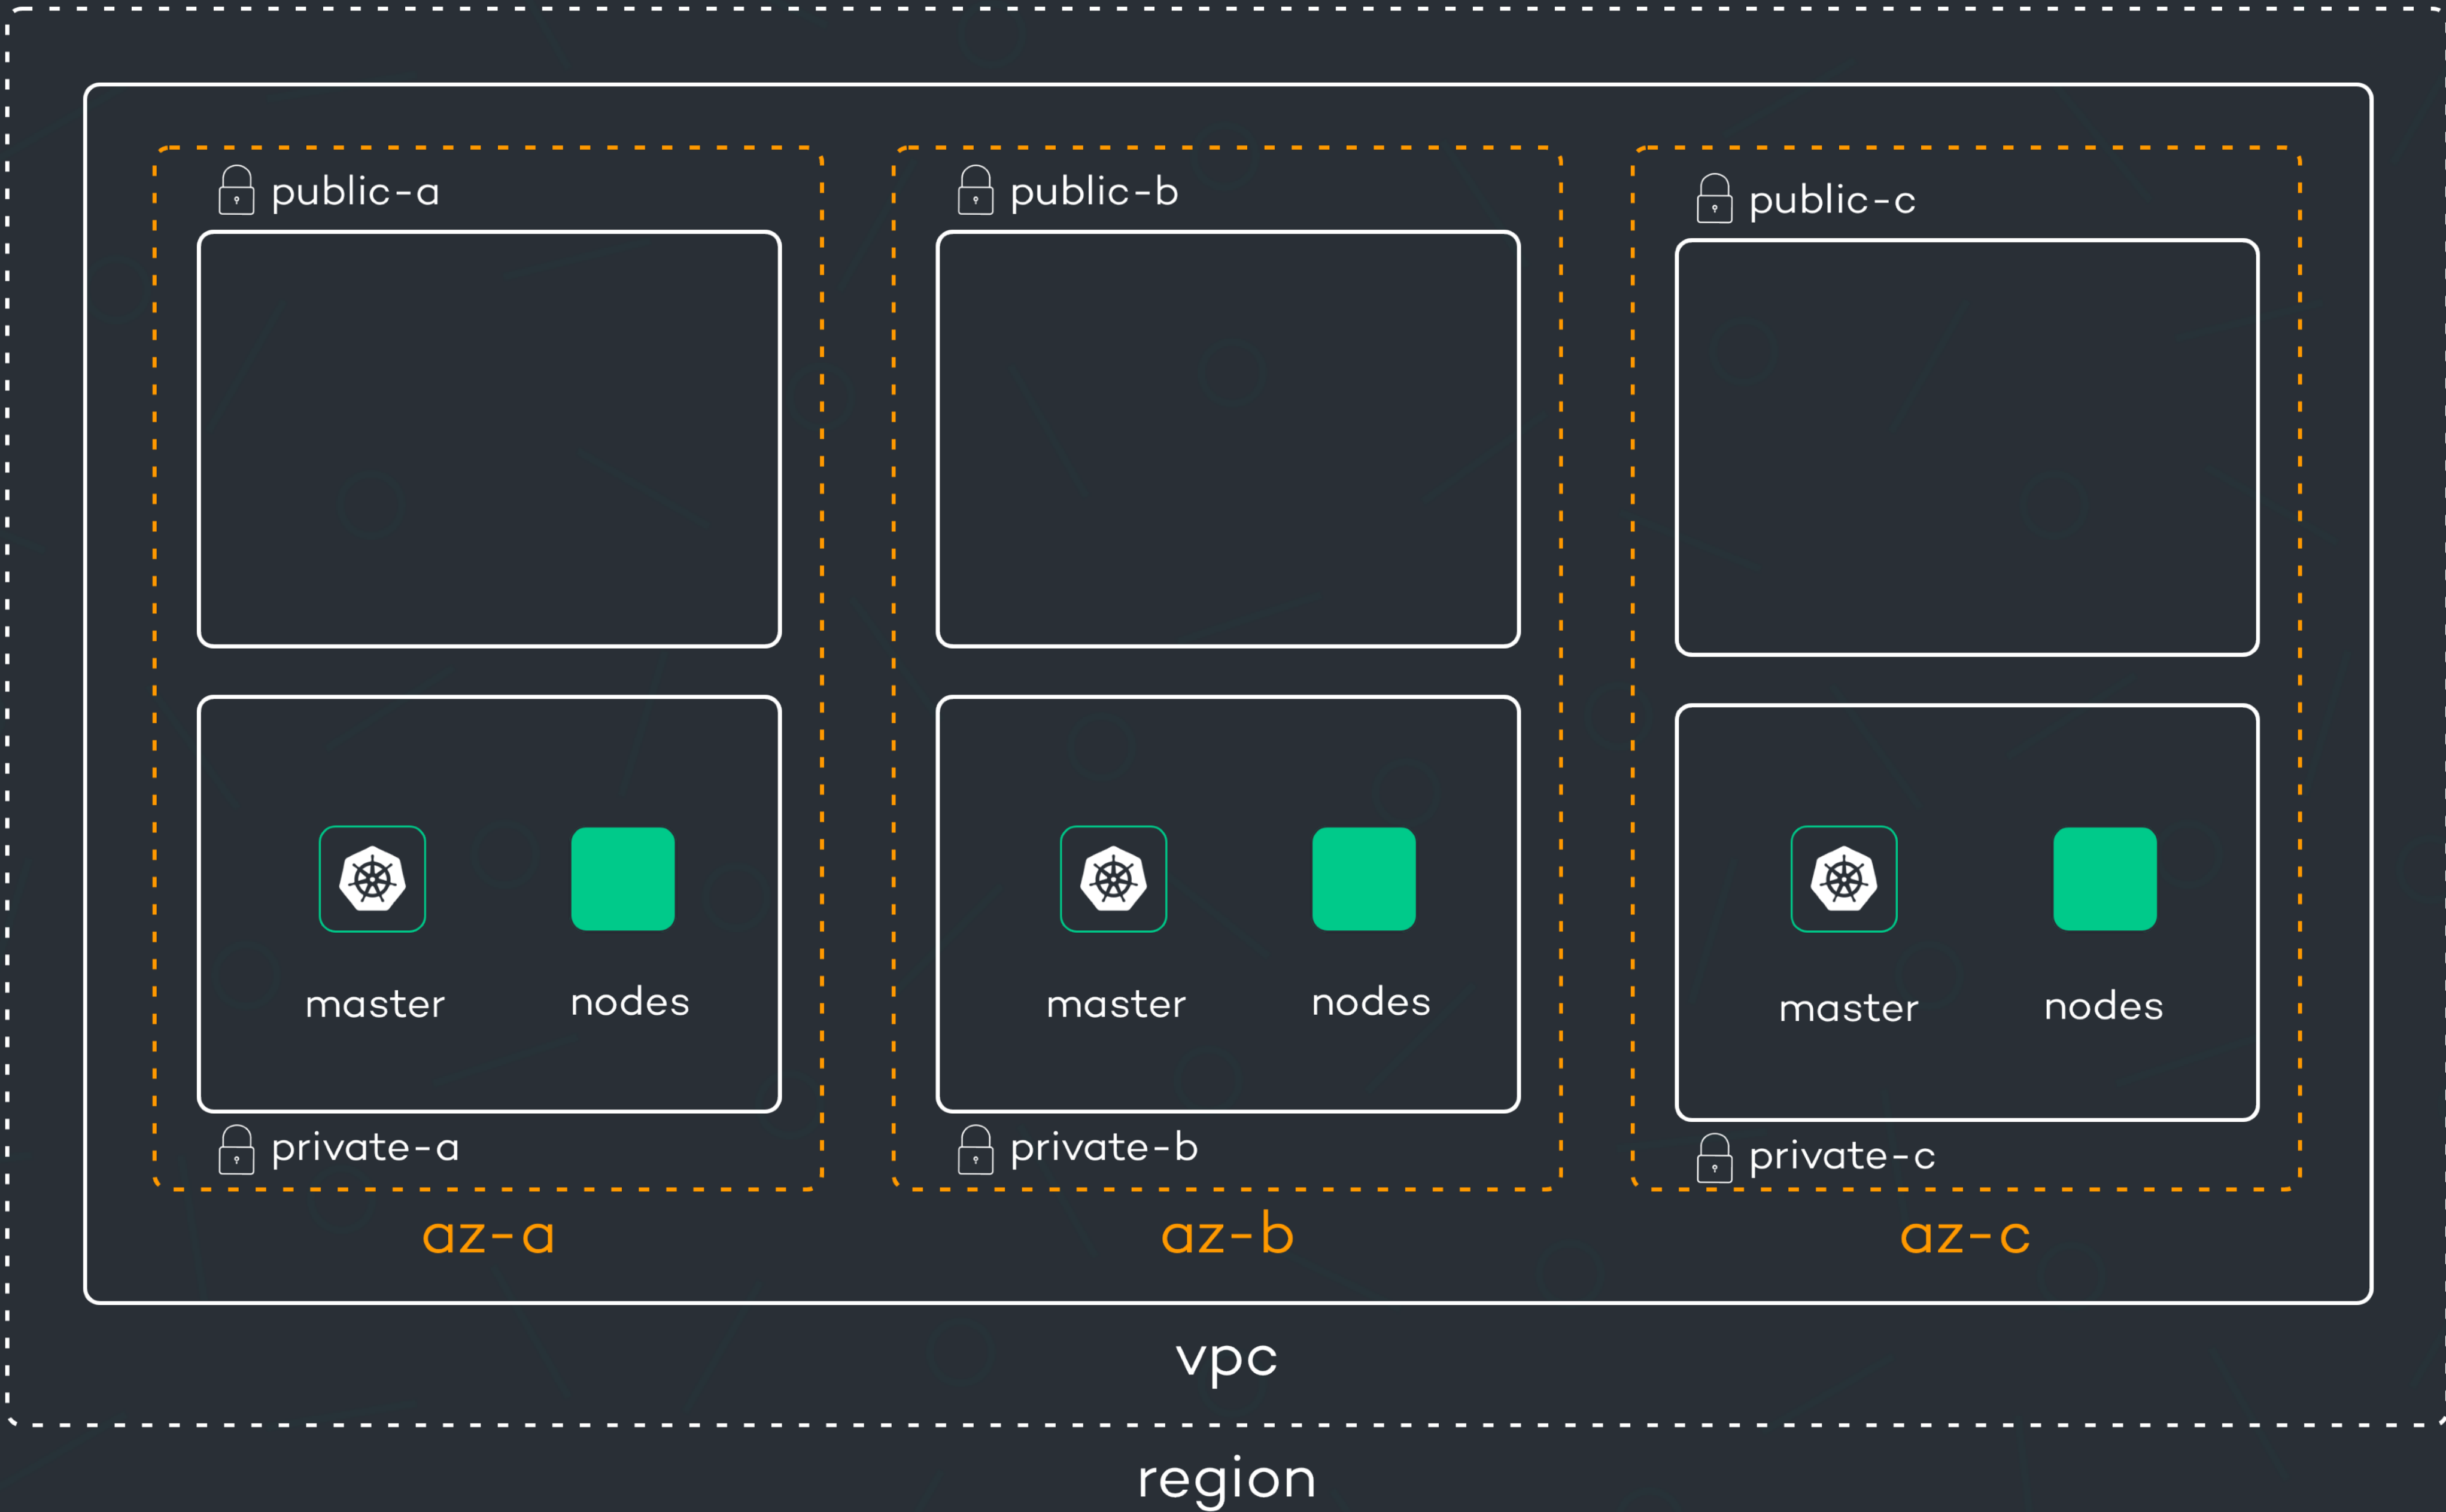 public-a
public-b
public-c
master
nodes
master
nodes
master
nodes
private-a
private-b
private-c
az-a
az-b
az-c
vpc
region